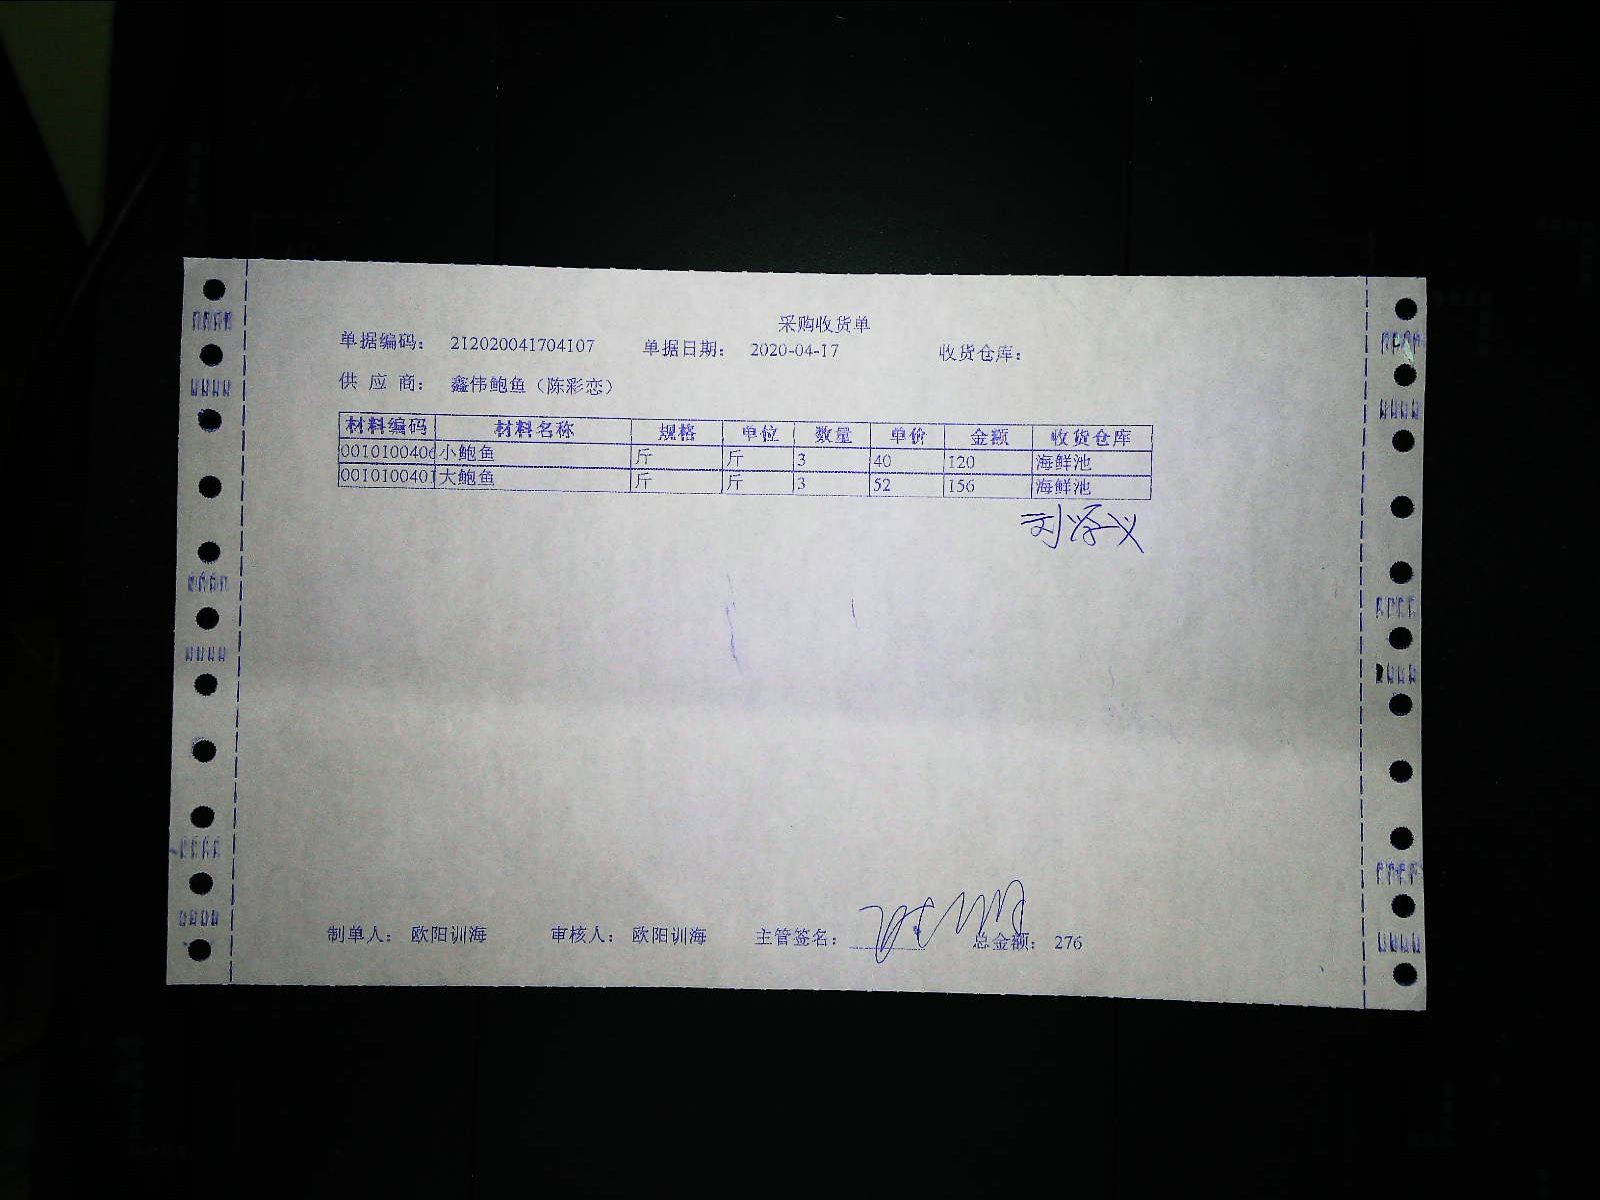 采购收货单
单据编码： 212020041704107 单据日期： 2020-04-17 收货仓库：
供 应 商： 鑫伟鲍鱼（陈彩恋）
材料编码 材料名称 规格 单位 数量 单价 金额 收货仓库
0010100406 小鲍鱼 斤 斤 3 40 120 海鲜池
0010100401 大鲍鱼 斤 斤 3 52 156 海鲜池
制单人： 欧阳训海 审核人： 欧阳训海 主管签名： 总金额： 276